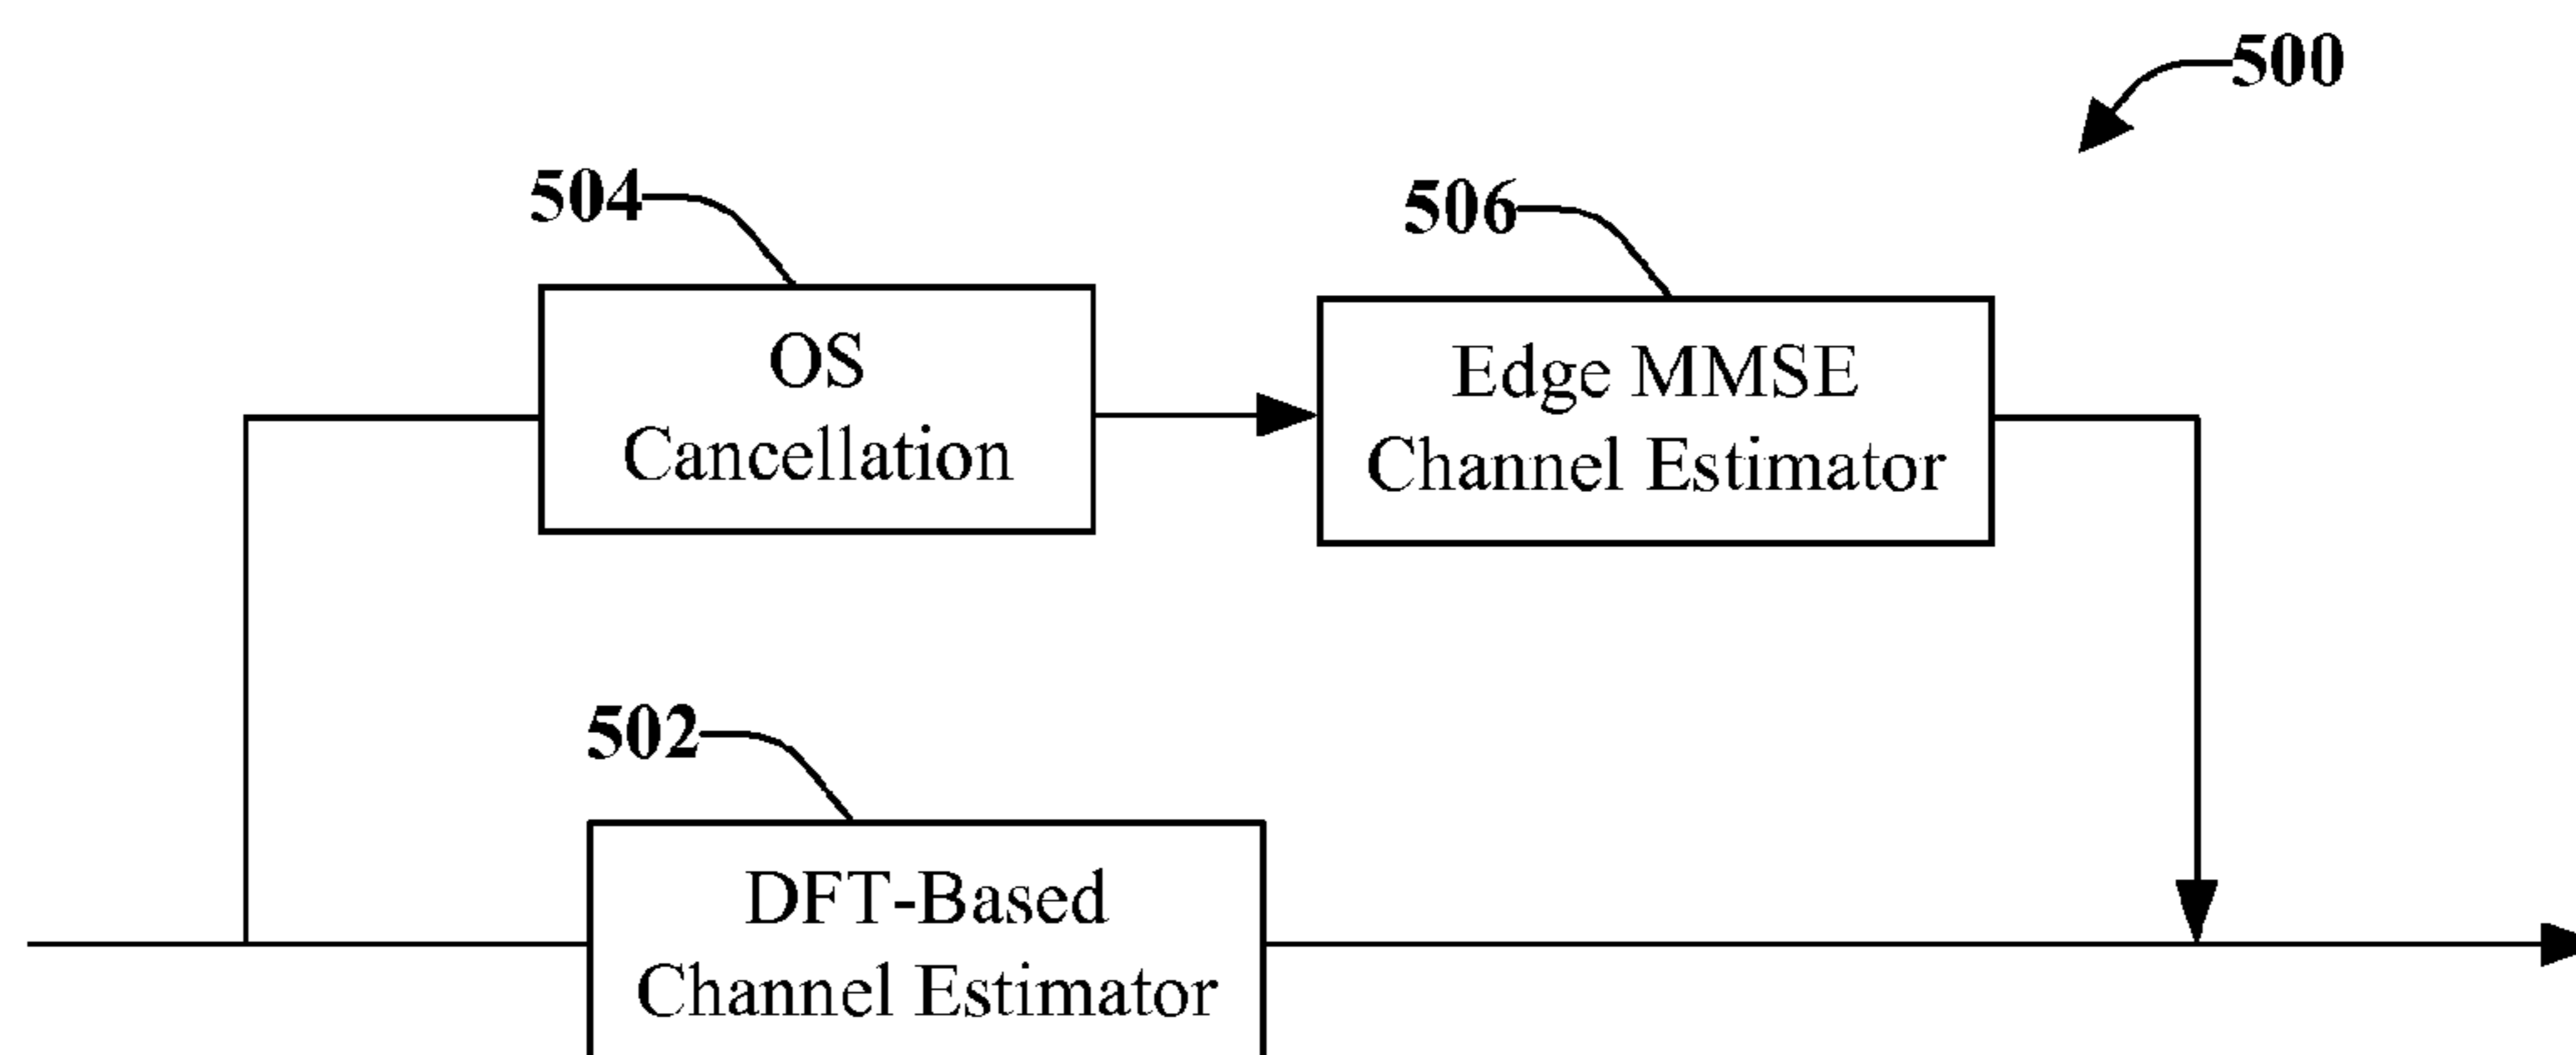 500
504
506
OS
Cancellation
Edge MMSE
Channel Estimator
502
DFT-Based
Channel Estimator